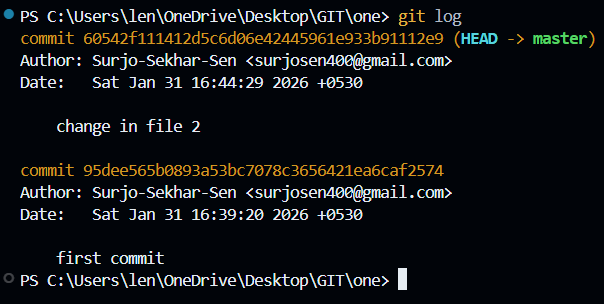 PS C:\Users\len\OneDrive\Desktop\GIT\one> git log
commit 60542f111412d5c6d06e42445961e933b91112e9 (HEAD -> master)
Author: Surjo-Sekhar-Sen <surjosen400@gmail.com>
Date:   Sat Jan 31 16:44:29 2026 +0530
    change in file 2
commit 95dee565b0893a53bc7078c3656421ea6caf2574
Author: Surjo-Sekhar-Sen <surjosen400@gmail.com>
Date:   Sat Jan 31 16:39:20 2026 +0530
    first commit
PS C:\Users\len\OneDrive\Desktop\GIT\one>